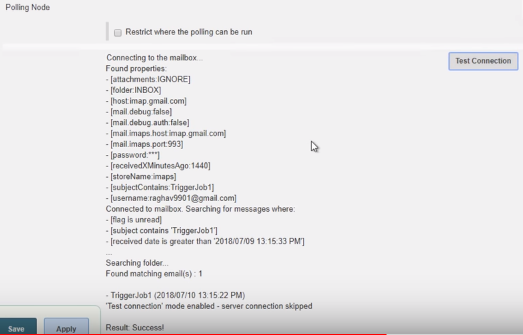 Polling Node
Restrict where the polling can be run
Connecting to the mailbox...
Test Connection
Found properties:
- [attachments:IGNORE]
- [folder:INBOX]
- [host:imap.gmail.com]
- [mail.debug:false]
- [mail.debug.auth:false]
- [mail.imaps.host:imap.gmail.com]
- [mail.imaps.port:993]
- [password:***]
- [receivedXMinutesAgo:1440]
- [storeName:imaps]
- [subjectContains:TriggerJob1]
- [username:raghav9901@gmail.com]
Connected to mailbox. Searching for messages where:
- [flag is unread]
- [subject contains 'TriggerJob1']
- [received date is greater than '2018/07/09 13:15:33 PM']
...
Searching folder...
Found matching email(s) : 1
- TriggerJob1 (2018/07/10 13:15:22 PM)
'Test connection' mode enabled - server connection skipped
Result: Success!
Save
Apply